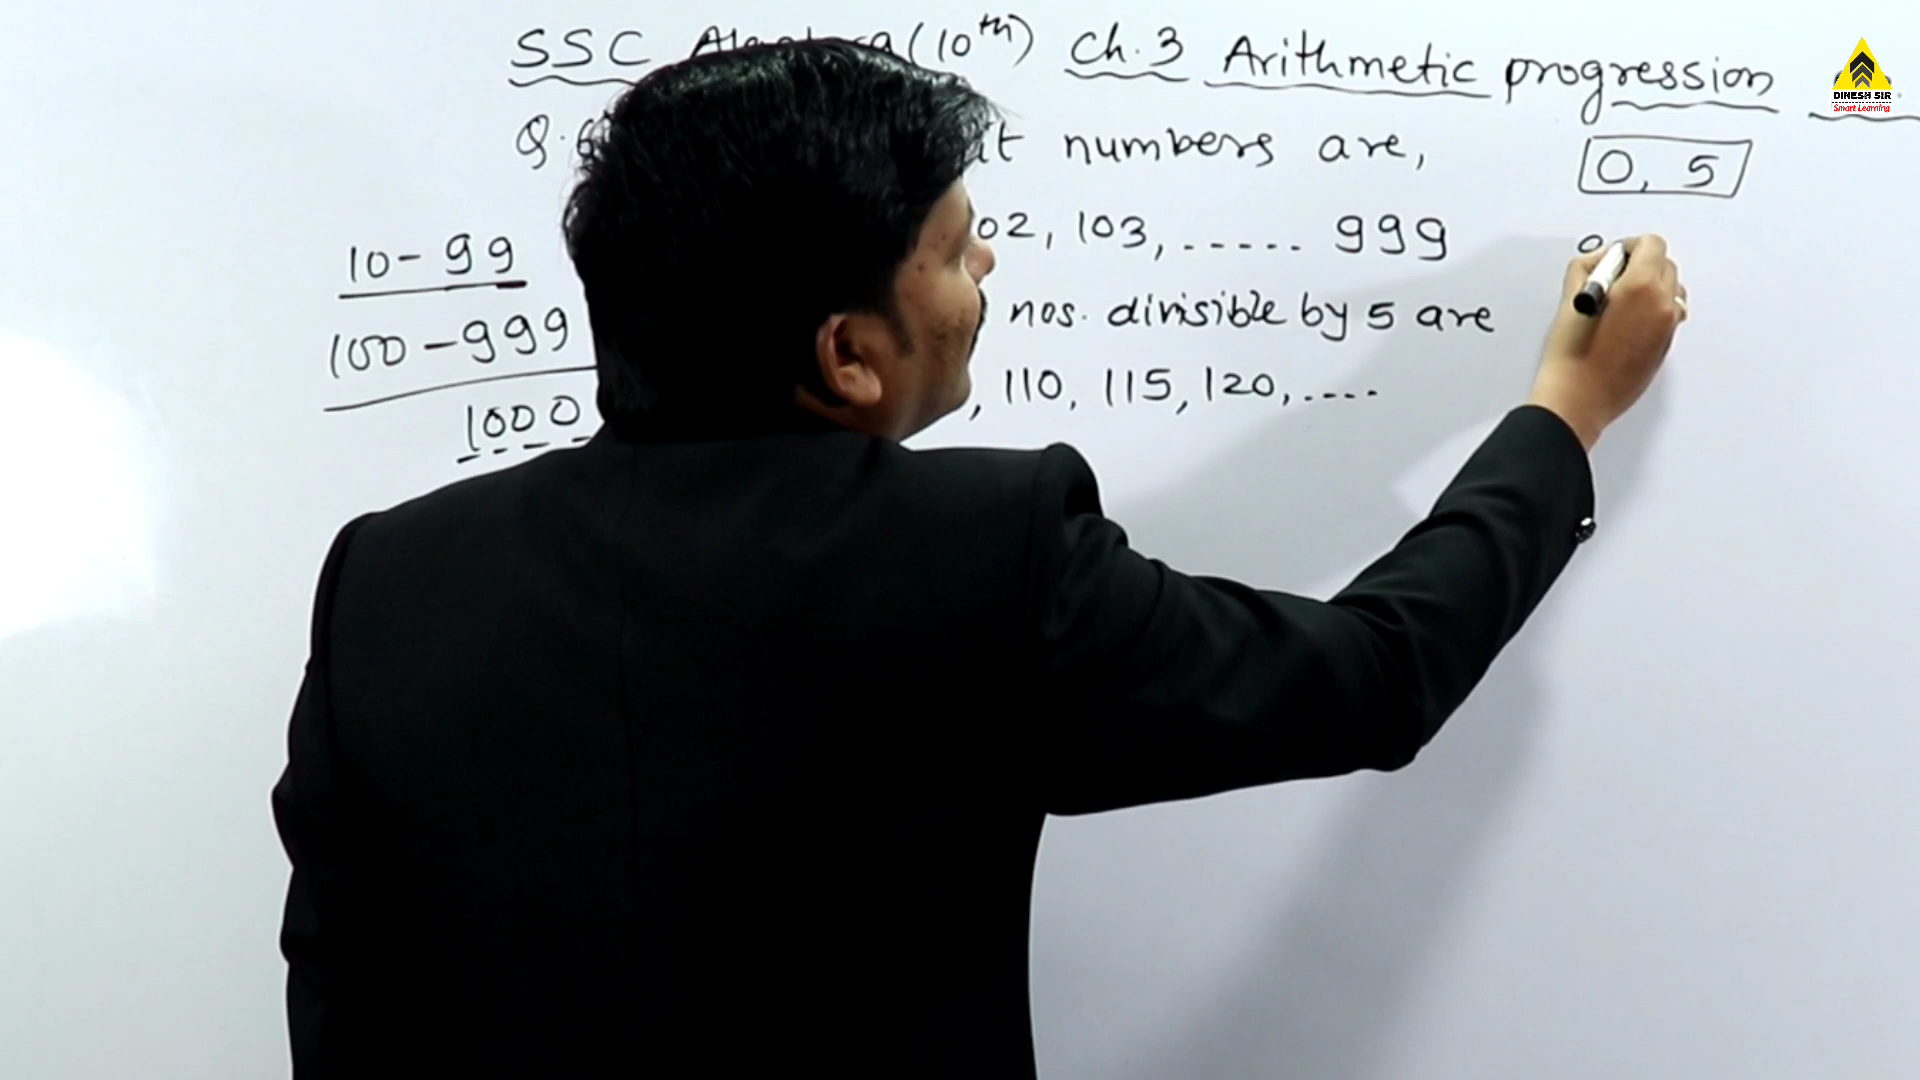 SSC (10th) Ch.3 Arithmetic progression
DINESH SIR
Smart Learning
Q.6 numbers are,
0, 5
02, 103, ...... 999
10 - 99
nos. divisible by 5 are
100 - 999
, 110, 115, 120, ....
1000